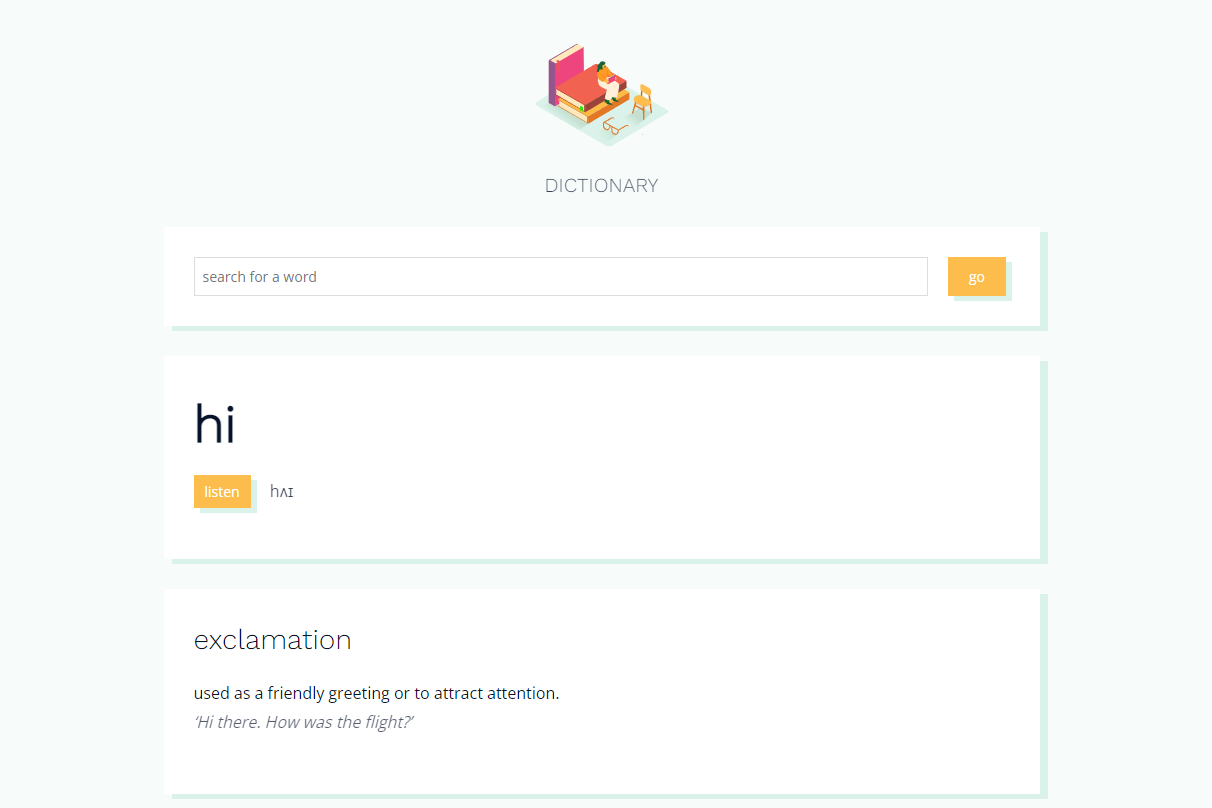 DICTIONARY
search for a word
go
hi
listen
hʌɪ
exclamation
used as a friendly greeting or to attract attention.
‘Hi there. How was the flight?’